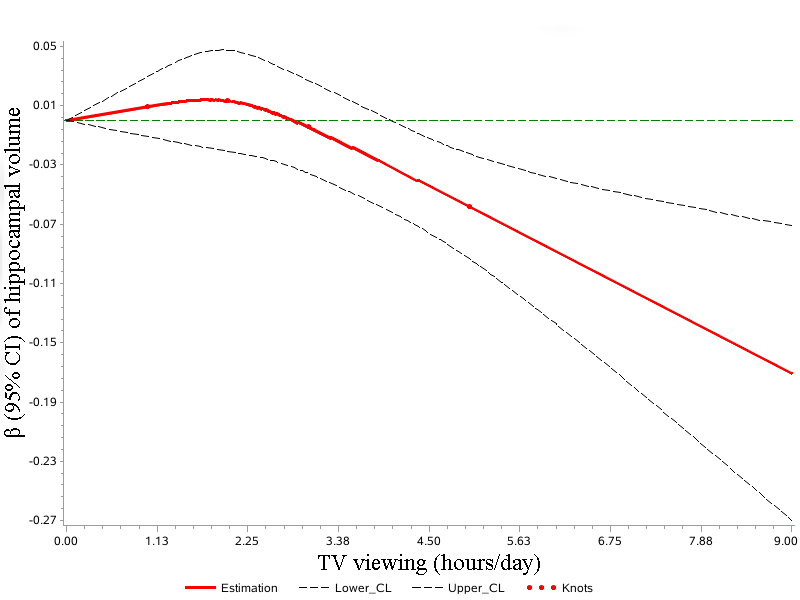 0.05
0.01
-0.03
-0.07
-0.11
-0.15
-0.19
-0.23
-0.27
β (95% CI) of hippocampal volume
0.00 1.13 2.25 3.38 4.50 5.63 6.75 7.88 9.00
TV viewing (hours/day)
Estimation Lower_CL Upper_CL Knots